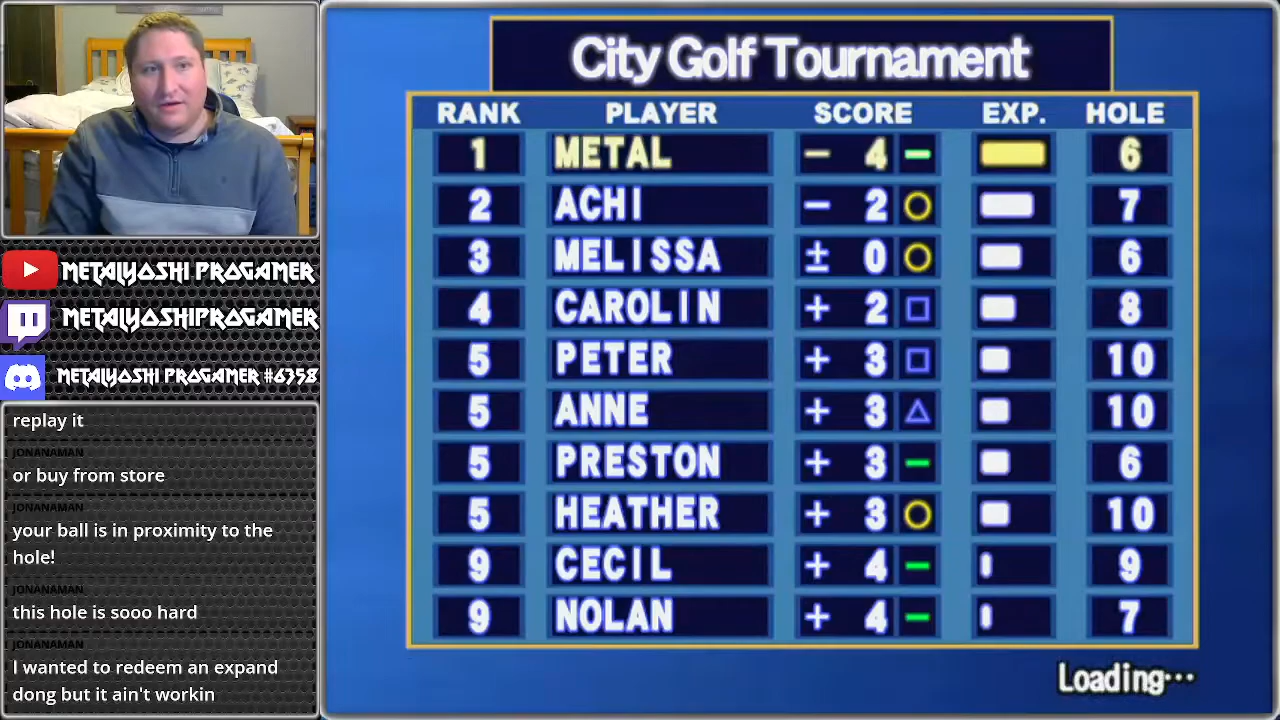 City Golf Tournament
RANK PLAYER SCORE EXP. HOLE
1 METAL − 4 − 6
2 ACHI − 2 ○ 7
3 MELISSA ± 0 ○ 6
4 CAROLIN + 2 □ 8
5 PETER + 3 □ 10
5 ANNE + 3 △ 10
5 PRESTON + 3 − 6
5 HEATHER + 3 ○ 10
9 CECIL + 4 − 9
9 NOLAN + 4 − 7
Loading···
METALYOSHI PROGAMER
METALYOSHIPROGAMER
METALYOSHI PROGAMER #6358
replay it
JONANAMAN
or buy from store
JONANAMAN
your ball is in proximity to the
hole!
JONANAMAN
this hole is sooo hard
JONANAMAN
I wanted to redeem an expand
dong but it ain't workin